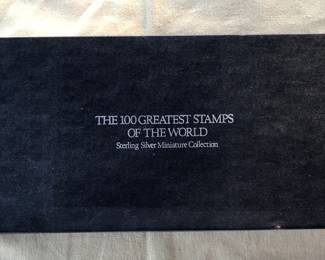 THE 100 GREATEST STAMPS
OF THE WORLD
Sterling Silver Miniature Collection